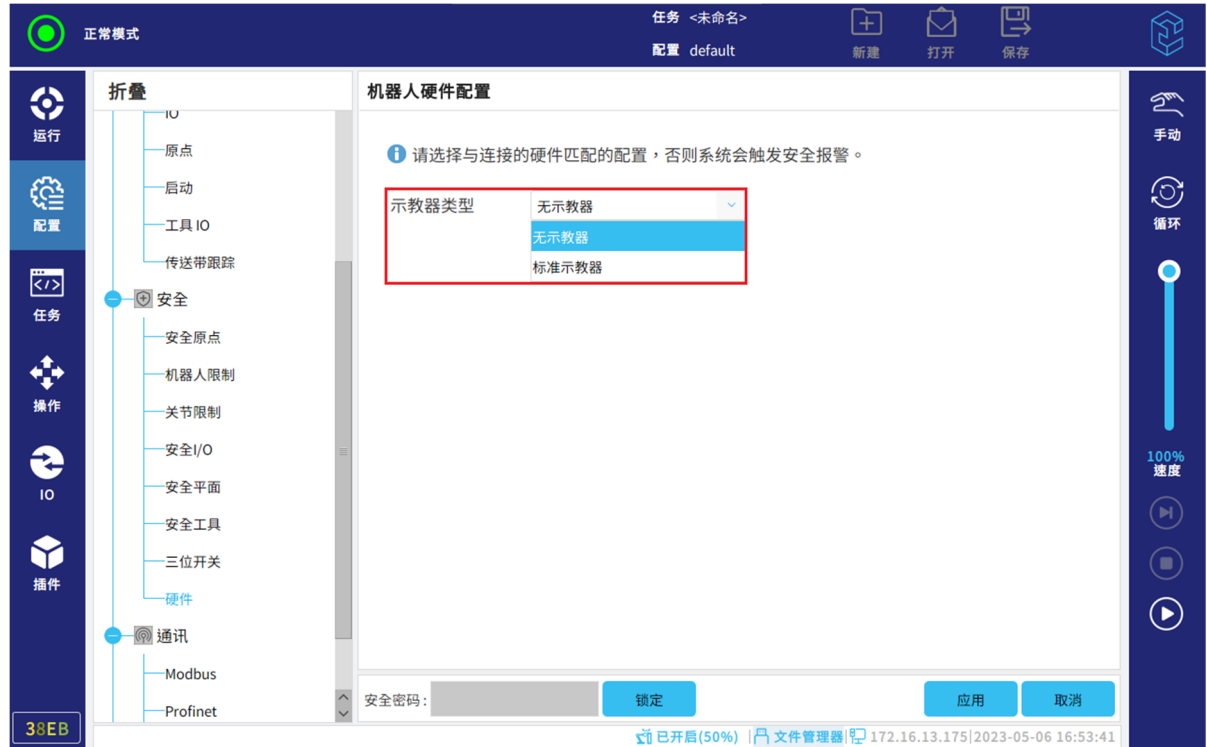 正常模式
任务 <未命名>
配置 default
新建 打开 保存
运行
配置
任务
操作
IO
插件
38EB
折叠
IO
原点
启动
工具 IO
传送带跟踪
安全
安全原点
机器人限制
关节限制
安全I/O
安全平面
安全工具
三位开关
硬件
通讯
Modbus
Profinet
机器人硬件配置
请选择与连接的硬件匹配的配置，否则系统会触发安全报警。
示教器类型 无示教器
无示教器
标准示教器
安全密码: 锁定 应用 取消
已开启(50%) | 文件管理器 172.16.13.175|2023-05-06 16:53:41
手动
循环
100%
速度